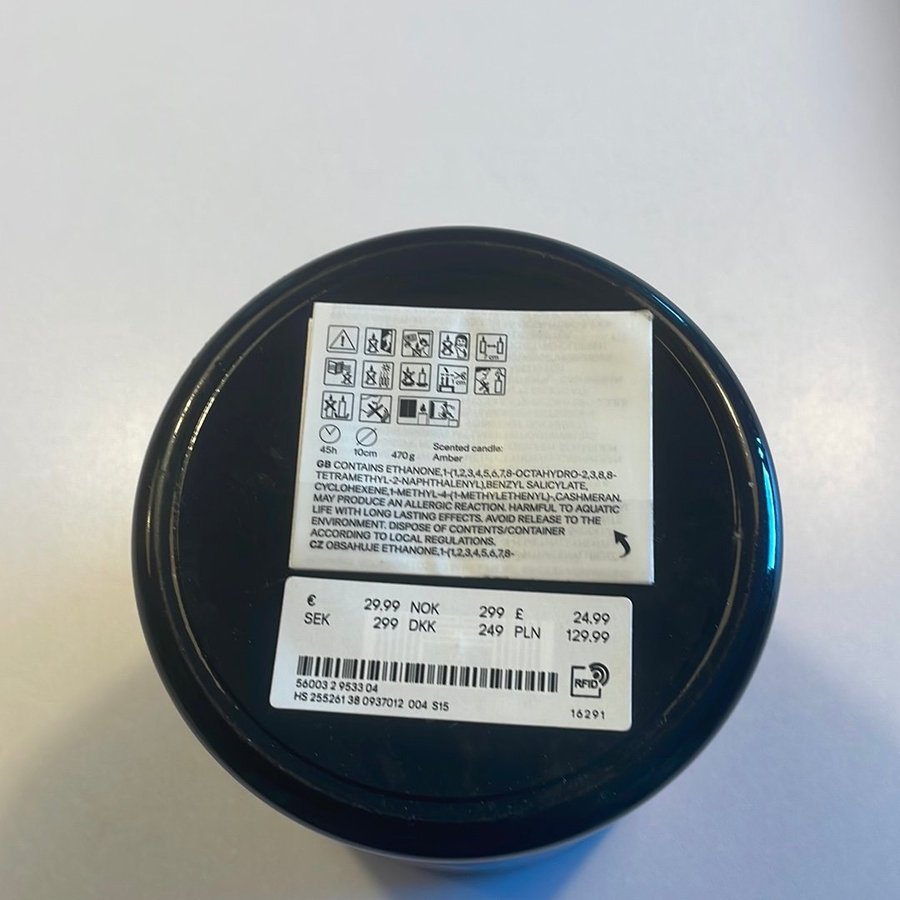 45h 10cm 470g Scented candle:
Amber
GB CONTAINS ETHANONE,1-(1,2,3,4,5,6,7,8-OCTAHYDRO-2,3,8,8-
TETRAMETHYL-2-NAPHTHALENYL),BENZYL SALICYLATE,
CYCLOHEXENE,1-METHYL-4-(1-METHYLETHENYL)-,CASHMERAN.
MAY PRODUCE AN ALLERGIC REACTION. HARMFUL TO AQUATIC
LIFE WITH LONG LASTING EFFECTS. AVOID RELEASE TO THE
ENVIRONMENT. DISPOSE OF CONTENTS/CONTAINER
ACCORDING TO LOCAL REGULATIONS.
CZ OBSAHUJE ETHANONE,1-(1,2,3,4,5,6,7,8-
€ 29.99 NOK 299 £ 24.99
SEK 299 DKK 249 PLN 129.99
RFID
56003 2 9533 04
HS 255261 38 0937012 004 S15
16291